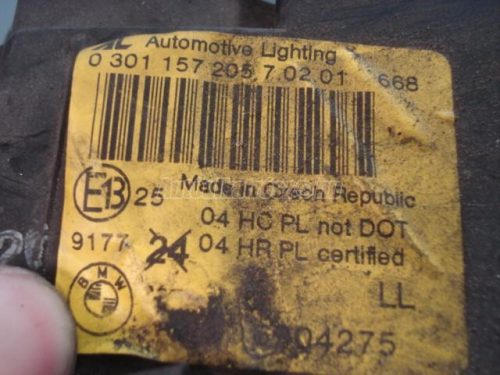 AL Automotive Lighting
0 301 157 205 7.02.01 668
E13 25
Made in Czech Republic
04 HC PL not DOT
9177 24 04 HR PL certified
BMW
LL
04275